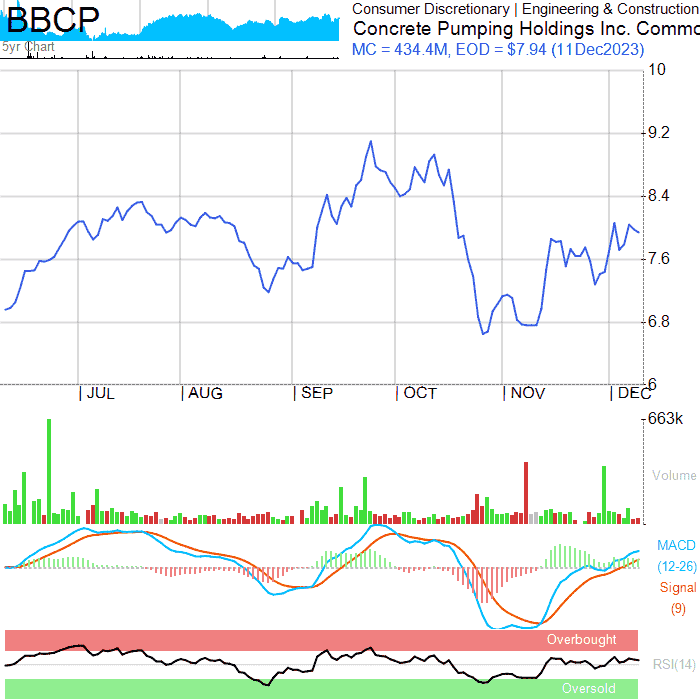 BBCP
5yr Chart
Consumer Discretionary | Engineering & Construction
Concrete Pumping Holdings Inc. Commo
MC = 434.4M, EOD = $7.94 (11Dec2023)
10
9.2
8.4
7.6
6.8
6
JUL AUG SEP OCT NOV DEC
663k
Volume
MACD
(12-26)
Signal
(9)
Overbought
RSI(14)
Oversold